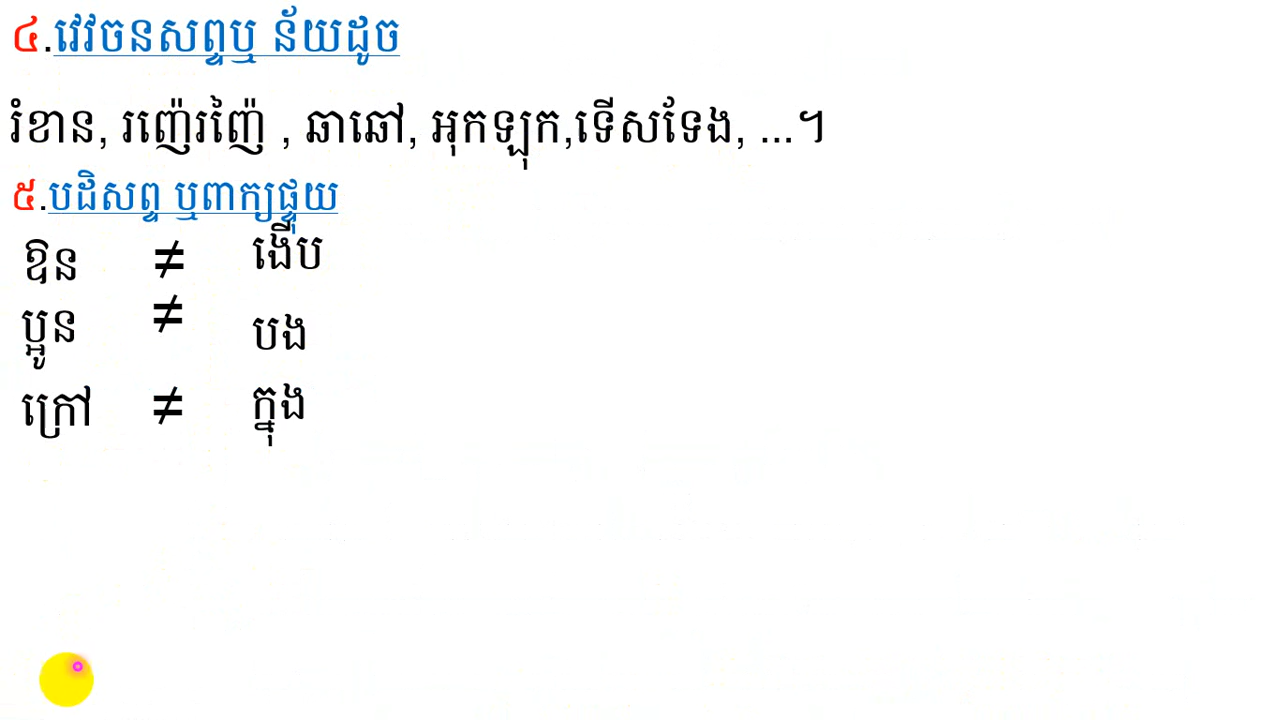 ៤.វេវចនសព្ទឬ ន័យដូច
រំខាន, រញ៉េរញ៉ៃ , ឆាឆៅ, អុកឡុក,ទើសទែង, ...។
៥.បដិសព្ទ ឬពាក្យផ្ទុយ
ឱន ≠ ងើប
ប្អូន ≠ បង
ក្រៅ ≠ ក្នុង